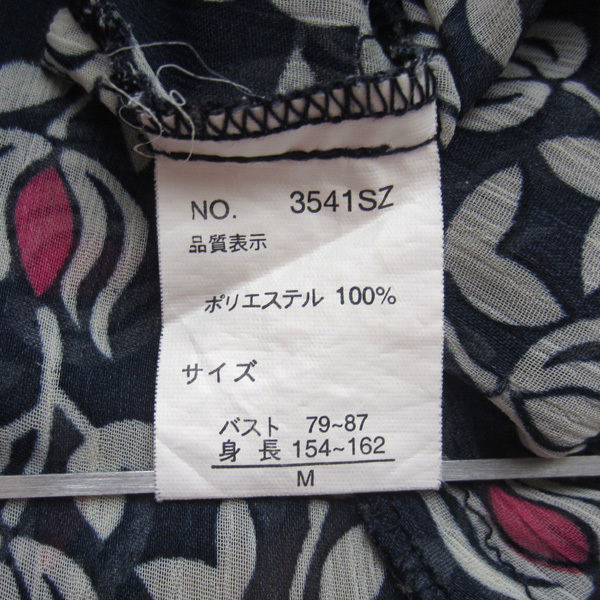 NO. 3541SZ
品質表示
ポリエステル 100%
サイズ
バスト 79~87
身長 154~162
M